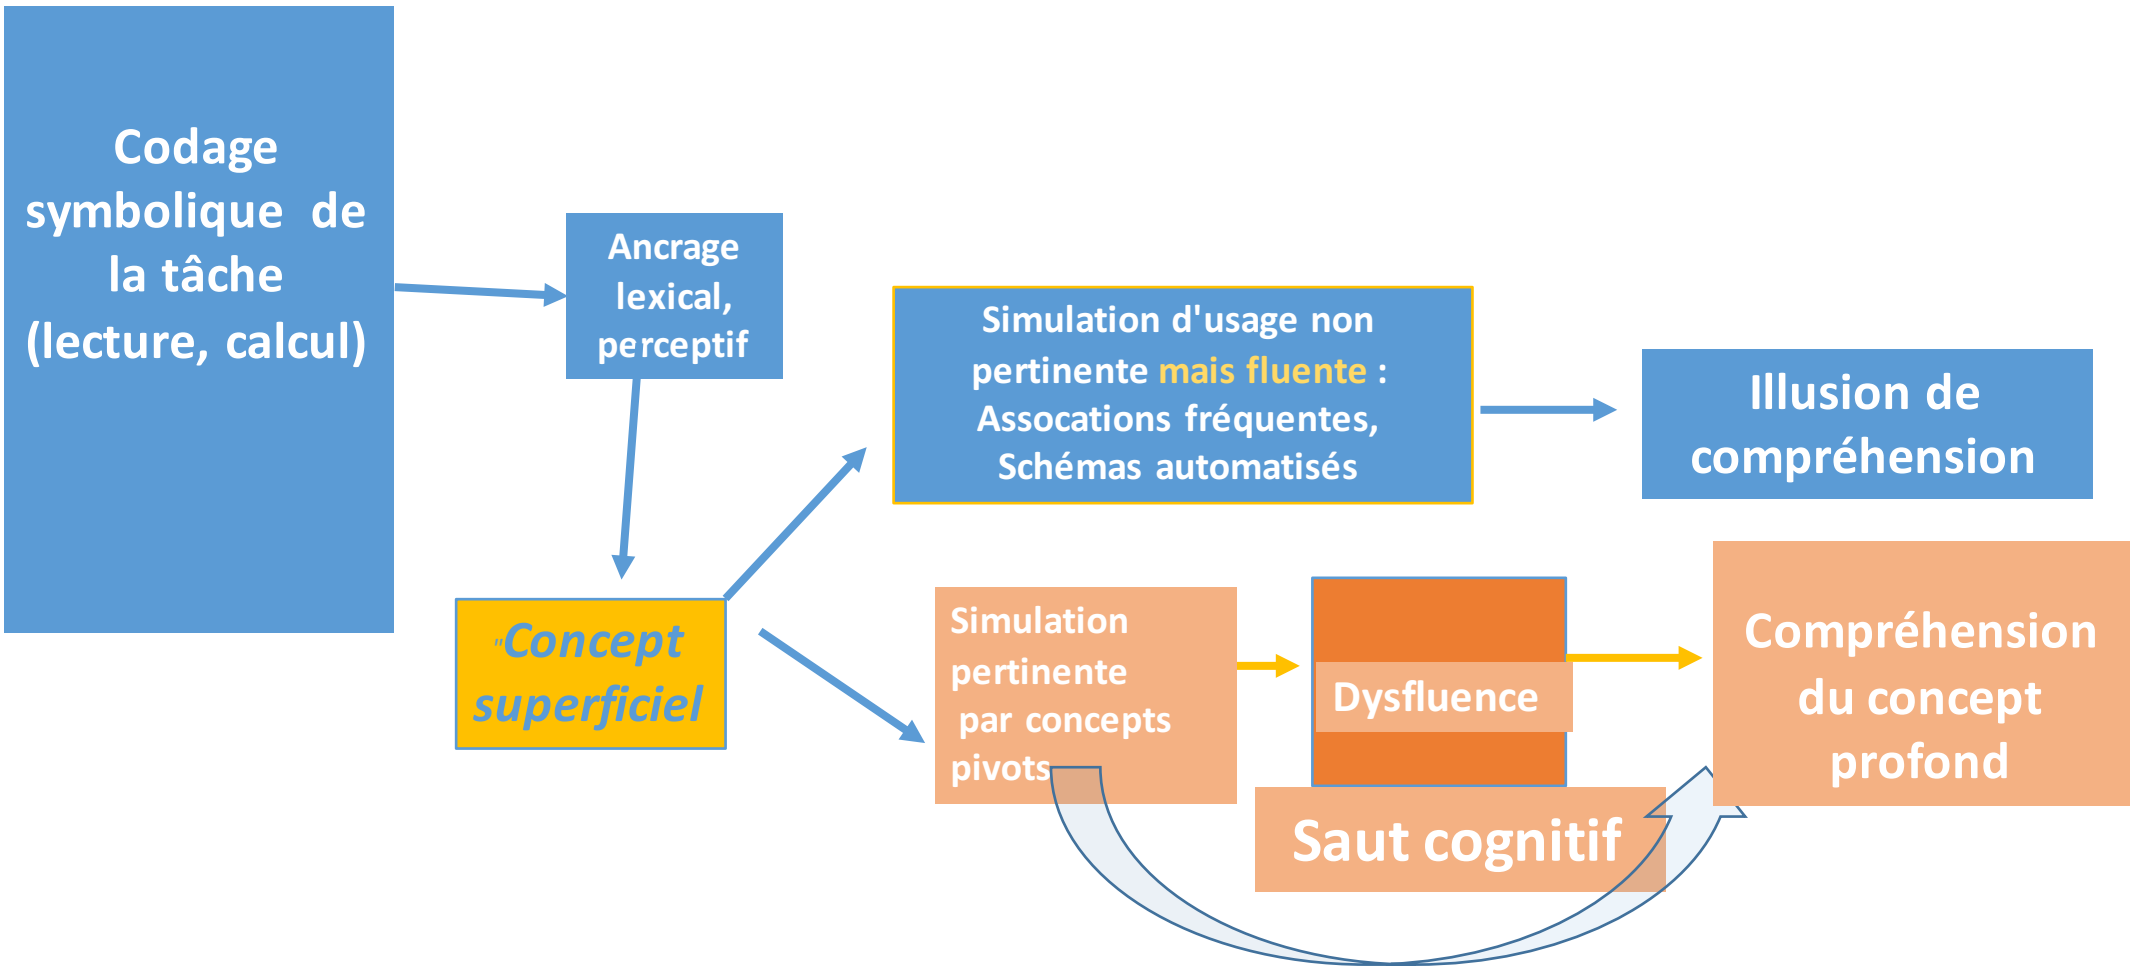 Codage
symbolique de
la tâche
(lecture, calcul)
Ancrage
lexical,
perceptif
"Concept
superficiel
Simulation d'usage non
pertinente mais fluente :
Assocations fréquentes,
Schémas automatisés
Illusion de
compréhension
Simulation
pertinente
par concepts
pivots
Dysfluence
Saut cognitif
Compréhension
du concept
profond